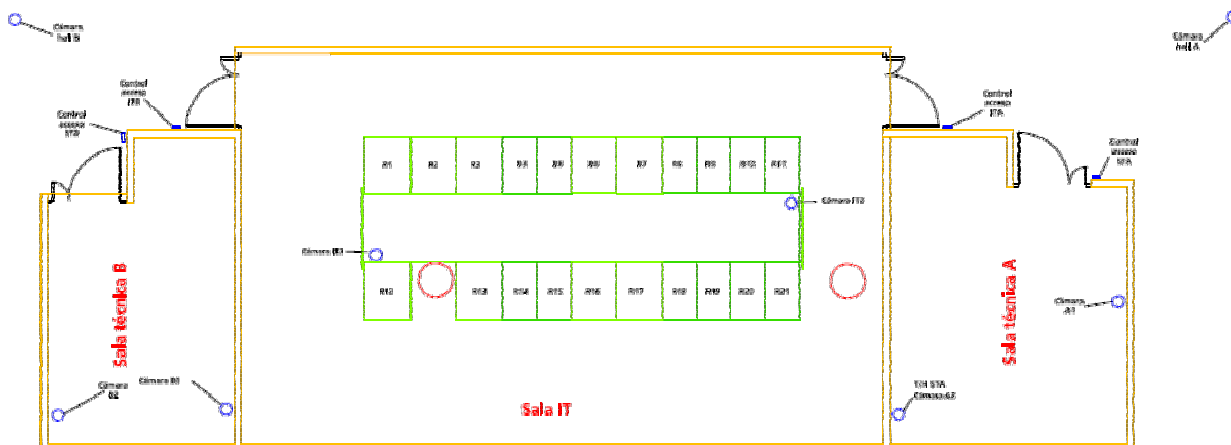 Cámara
hall B
Cámara
hall A
Control
acceso
ITB
Control
acceso
STB
Control
acceso
ITA
Control
acceso
STA
R1
R2
R3
R4
R5
R6
R7
R8
R9
R10
R11
Cámara IT2
Cámara IT1
R12
R13
R14
R15
R16
R17
R18
R19
R20
R21
Sala técnica B
Sala técnica A
Cámara
A1
Cámara
B2
Cámara B1
T/H STA
Cámara A2
Sala IT